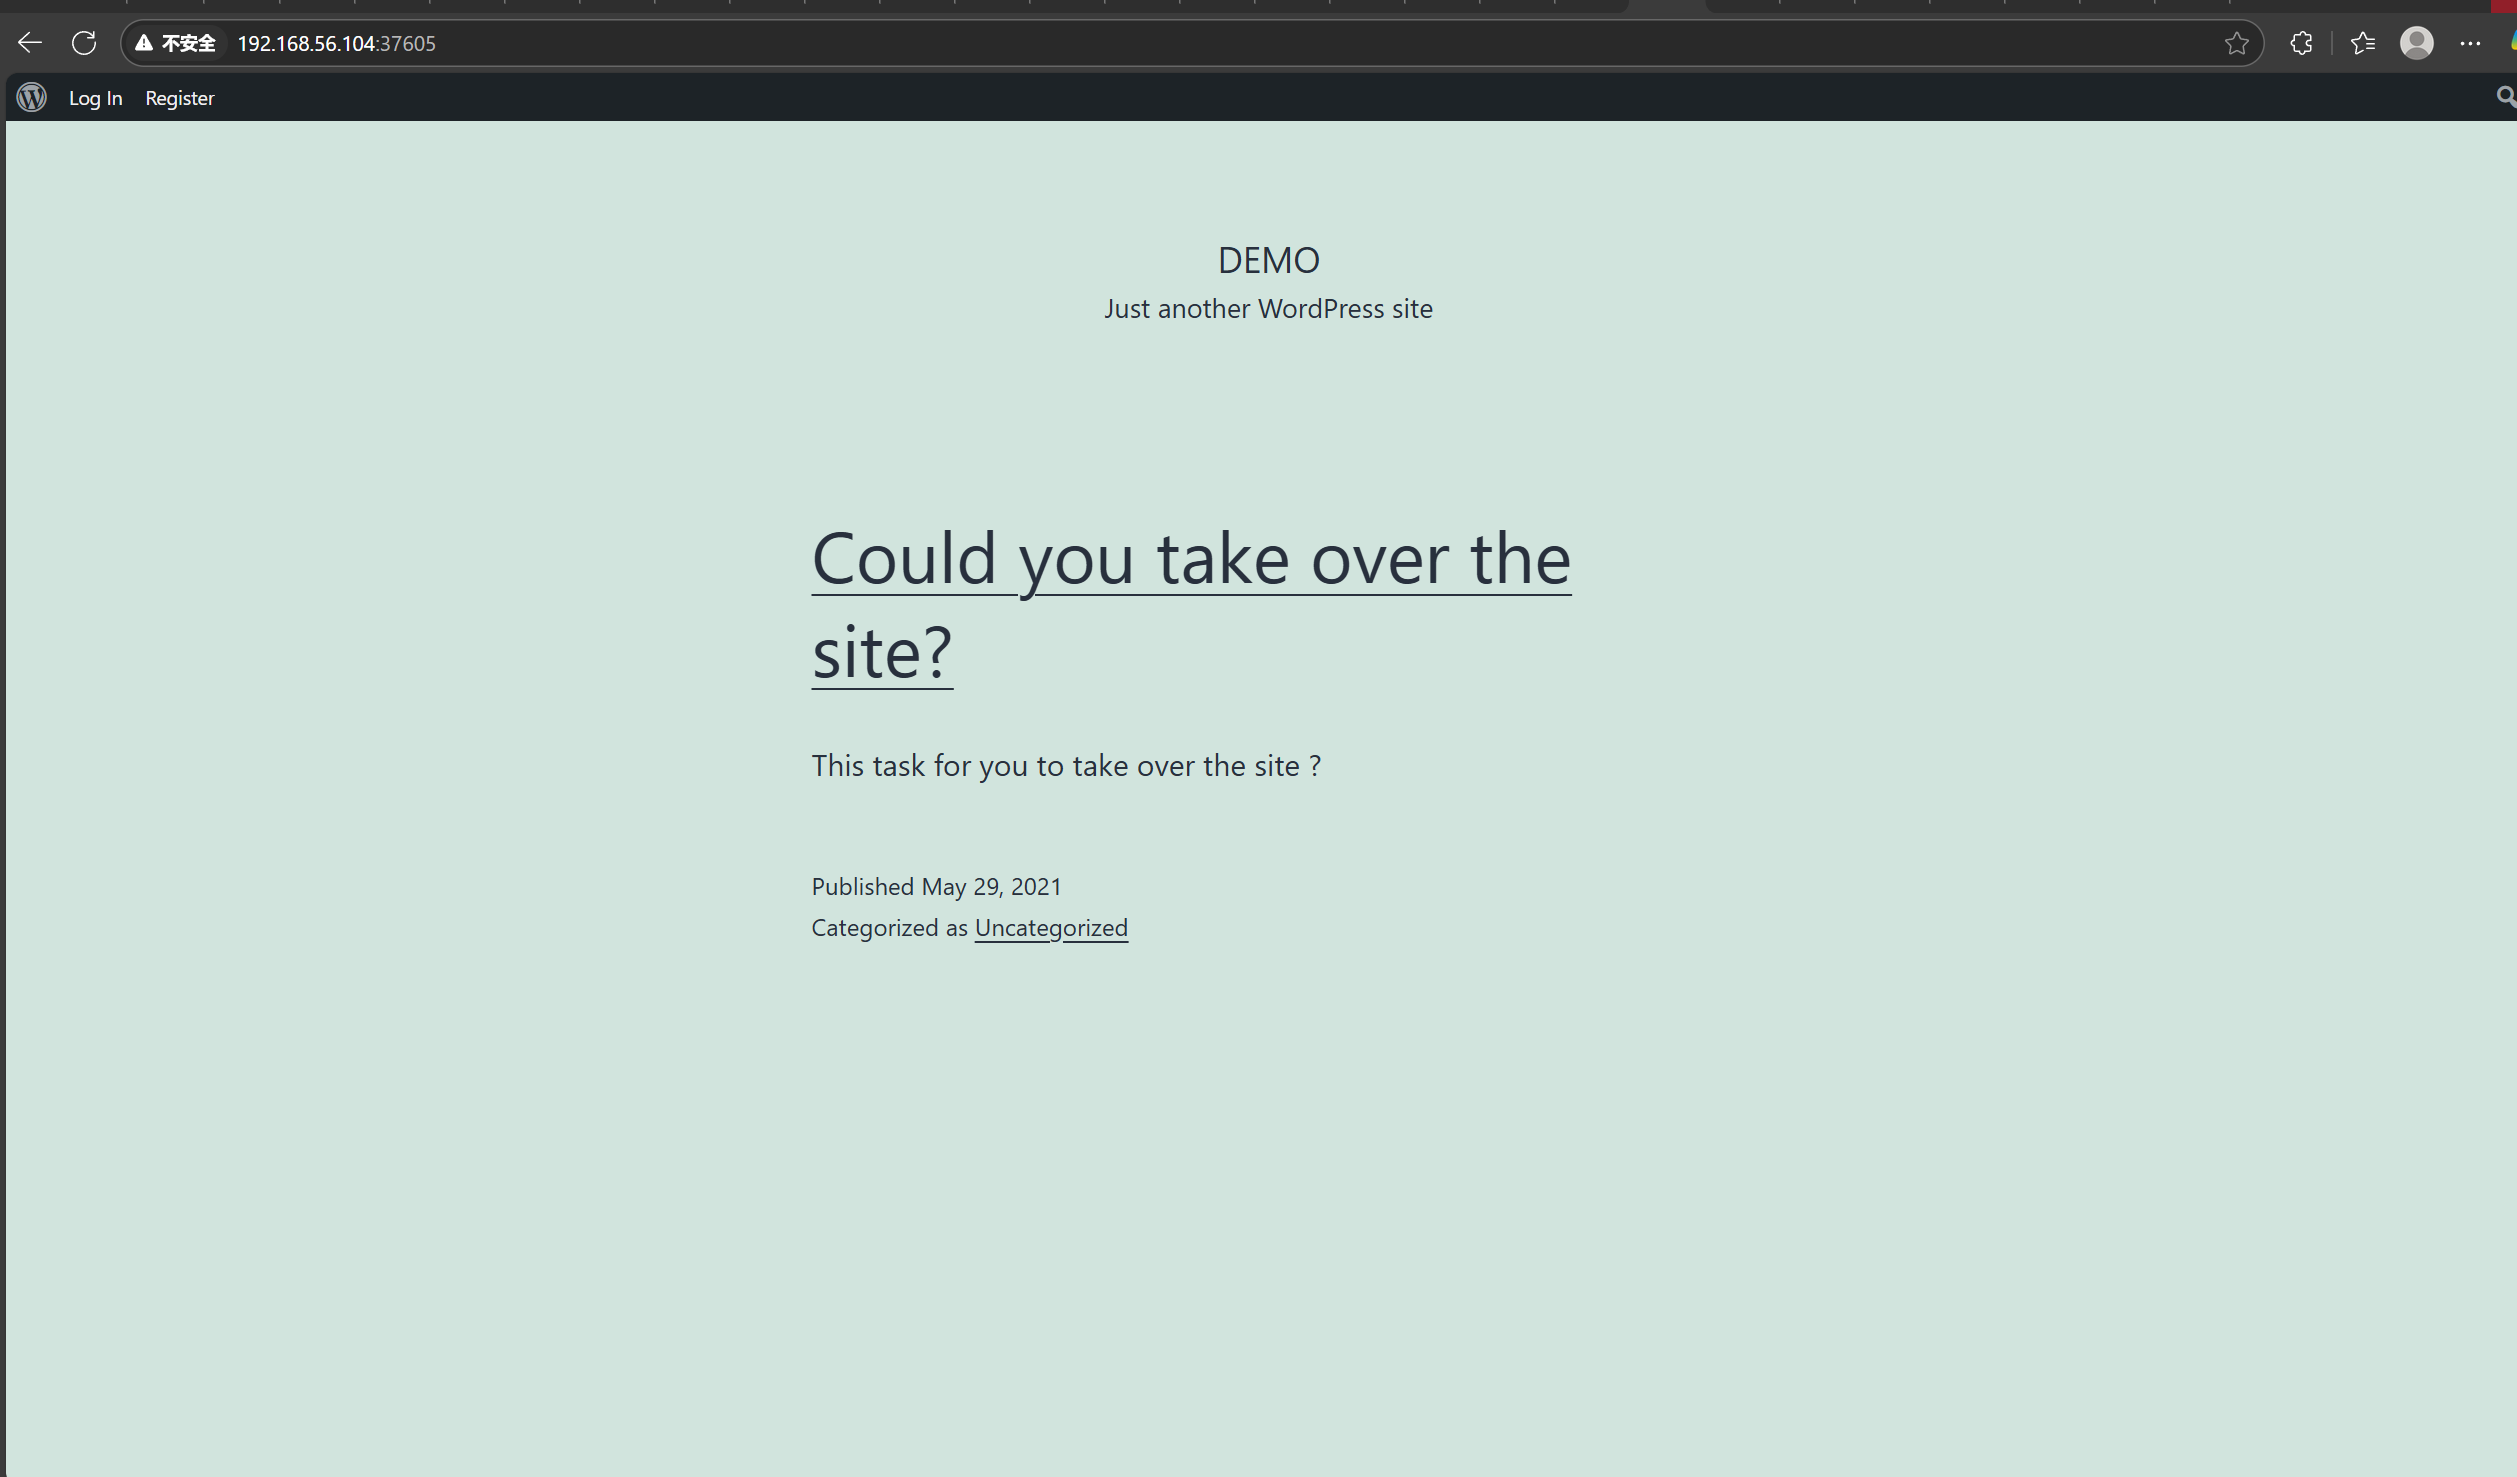 不安全 192.168.56.104:37605
Log In Register
DEMO
Just another WordPress site
Could you take over the
site?
This task for you to take over the site ?
Published May 29, 2021
Categorized as Uncategorized